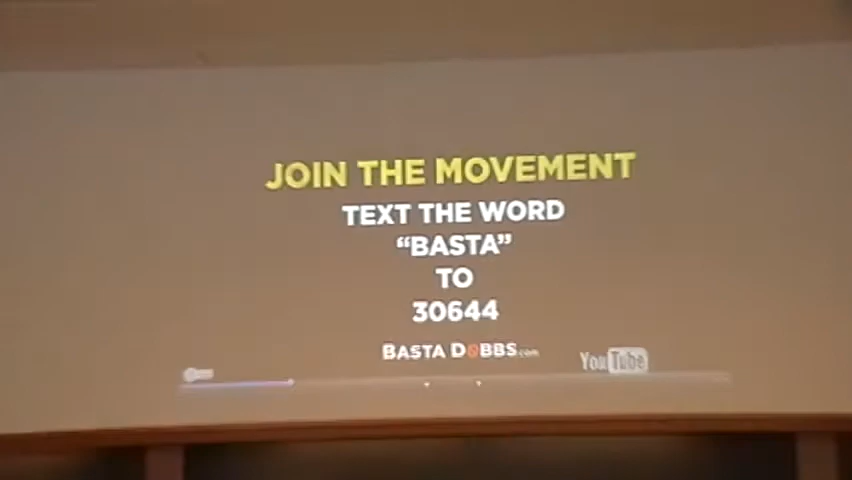 JOIN THE MOVEMENT
TEXT THE WORD
“BASTA”
TO
30644
BASTA DOBBS.com
YouTube